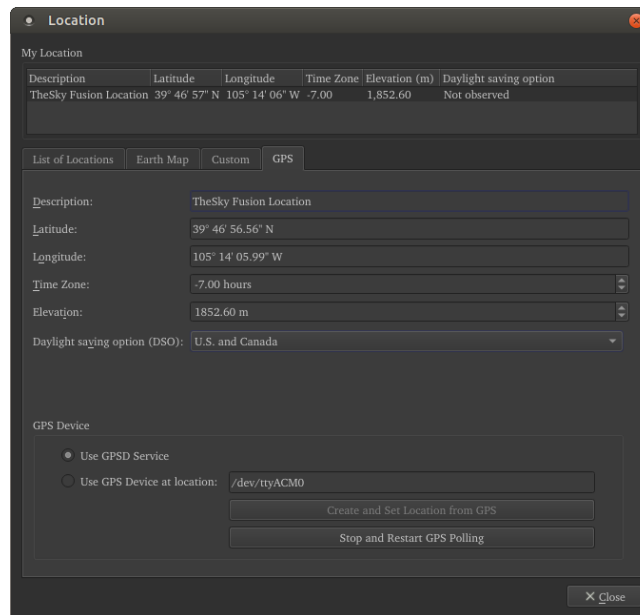 Location
My Location
Description Latitude Longitude Time Zone Elevation (m) Daylight saving option
TheSky Fusion Location 39° 46' 57" N 105° 14' 06" W -7.00 1,852.60 Not observed
List of Locations Earth Map Custom GPS
Description: TheSky Fusion Location
Latitude: 39° 46' 56.56" N
Longitude: 105° 14' 05.99" W
Time Zone: -7.00 hours
Elevation: 1852.60 m
Daylight saving option (DSO): U.S. and Canada
GPS Device
Use GPSD Service
Use GPS Device at location: /dev/ttyACM0
Create and Set Location from GPS
Stop and Restart GPS Polling
Close